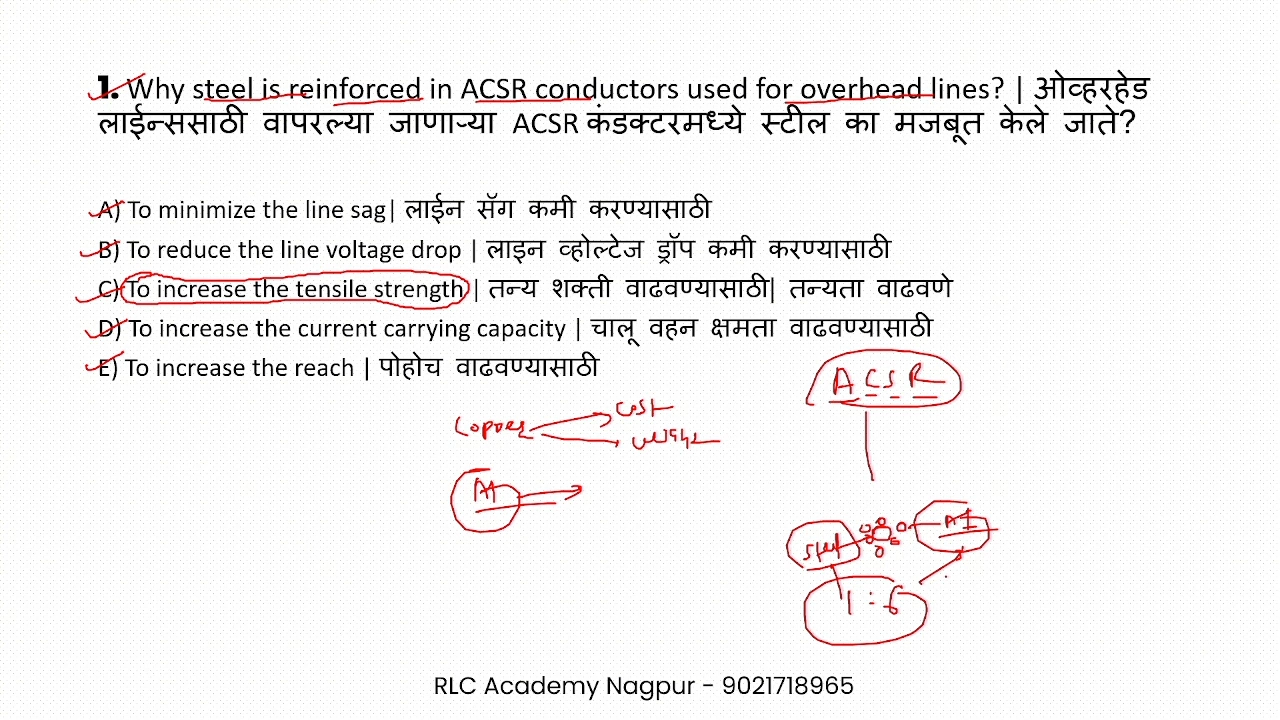 1. Why steel is reinforced in ACSR conductors used for overhead lines? | ओव्हरहेड
लाईन्ससाठी वापरल्या जाणाऱ्या ACSR कंडक्टरमध्ये स्टील का मजबूत केले जाते?
A) To minimize the line sag| लाईन सॅग कमी करण्यासाठी
B) To reduce the line voltage drop | लाइन व्होल्टेज ड्रॉप कमी करण्यासाठी
C) To increase the tensile strength | तन्य शक्ती वाढवण्यासाठी| तन्यता वाढवणे
D) To increase the current carrying capacity | चालू वहन क्षमता वाढवण्यासाठी
E) To increase the reach | पोहोच वाढवण्यासाठी
ACSR
Copper
cost
weight
Al
steel
1 : 6
RLC Academy Nagpur - 9021718965